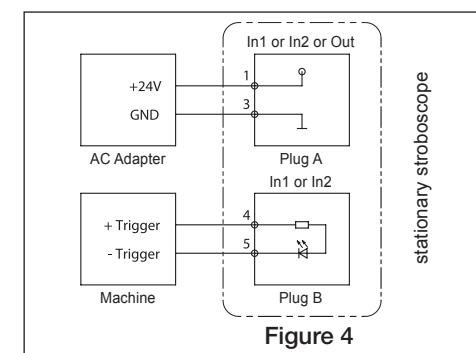 In1 or In2 or Out
+24V
1
GND
3
AC Adapter
Plug A
In1 or In2
+ Trigger
4
- Trigger
5
Machine
Plug B
stationary stroboscope
Figure 4